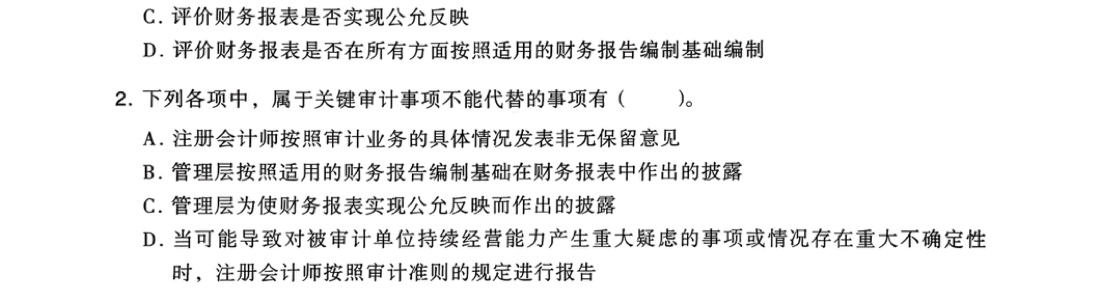 C. 评价财务报表是否实现公允反映
D. 评价财务报表是否在所有方面按照适用的财务报告编制基础编制
2. 下列各项中，属于关键审计事项不能代替的事项有（　　）。
A. 注册会计师按照审计业务的具体情况发表非无保留意见
B. 管理层按照适用的财务报告编制基础在财务报表中作出的披露
C. 管理层为使财务报表实现公允反映而作出的披露
D. 当可能导致对被审计单位持续经营能力产生重大疑虑的事项或情况存在重大不确定性
时，注册会计师按照审计准则的规定进行报告